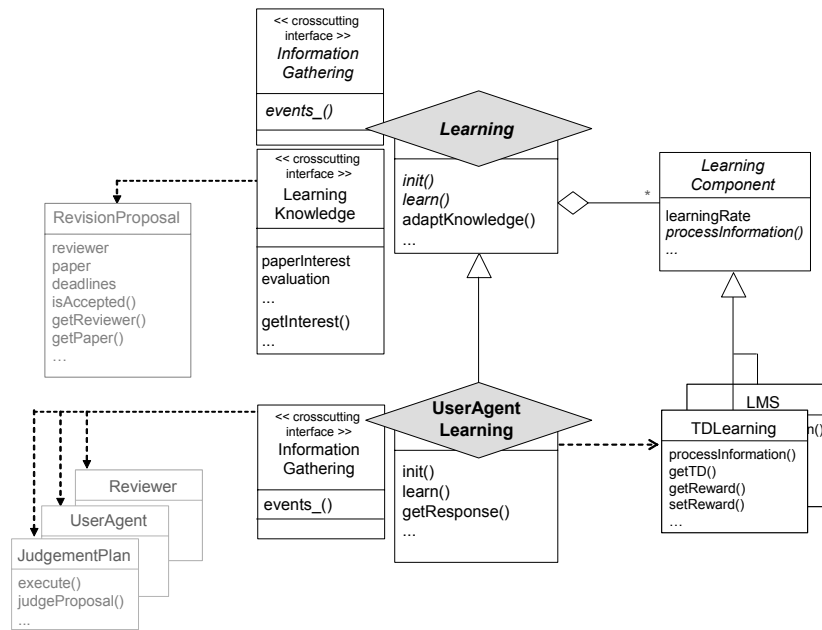 << crosscutting
interface >>
Information
Gathering
events_()
Learning
init()
learn()
adaptKnowledge()
...
<< crosscutting
interface >>
Learning
Knowledge
paperInterest
evaluation
...
getInterest()
...
*
Learning
Component
learningRate
processInformation()
...
RevisionProposal
reviewer
paper
deadlines
isAccepted()
getReviewer()
getPaper()
...
<< crosscutting
interface >>
Information
Gathering
events_()
UserAgent
Learning
init()
learn()
getResponse()
...
LMS
n()
TDLearning
processInformation()
getTD()
getReward()
setReward()
...
Reviewer
UserAgent
JudgementPlan
execute()
judgeProposal()
...